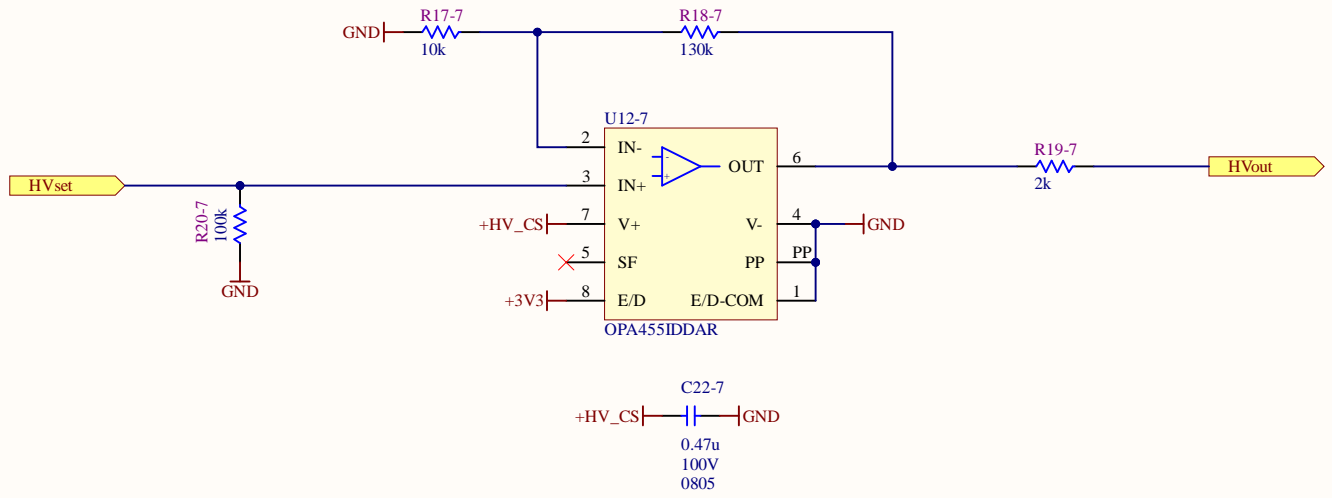 R17-7
R18-7
GND
10k
130k
U12-7
2
IN-
OUT
6
R19-7
2k
HVset
HVout
3
IN+
R20-7
100k
GND
+HV_CS
7
V+
V-
4
GND
5
SF
PP
PP
+3V3
8
E/D
E/D-COM
1
OPA455IDDAR
C22-7
+HV_CS
GND
0.47u
100V
0805